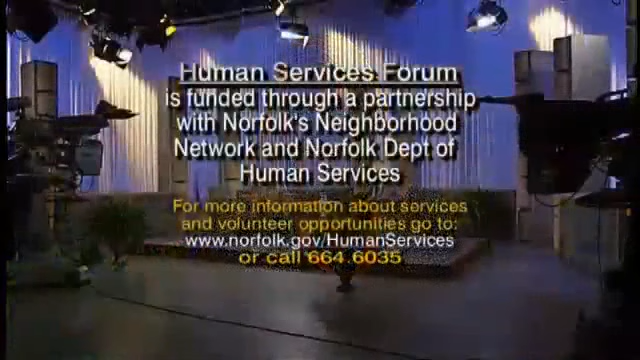 Human Services Forum
is funded through a partnership
with Norfolk's Neighborhood
Network and Norfolk Dept of
Human Services
For more information about services
and volunteer opportunities go to:
www.norfolk.gov/HumanServices
or call 664.6035